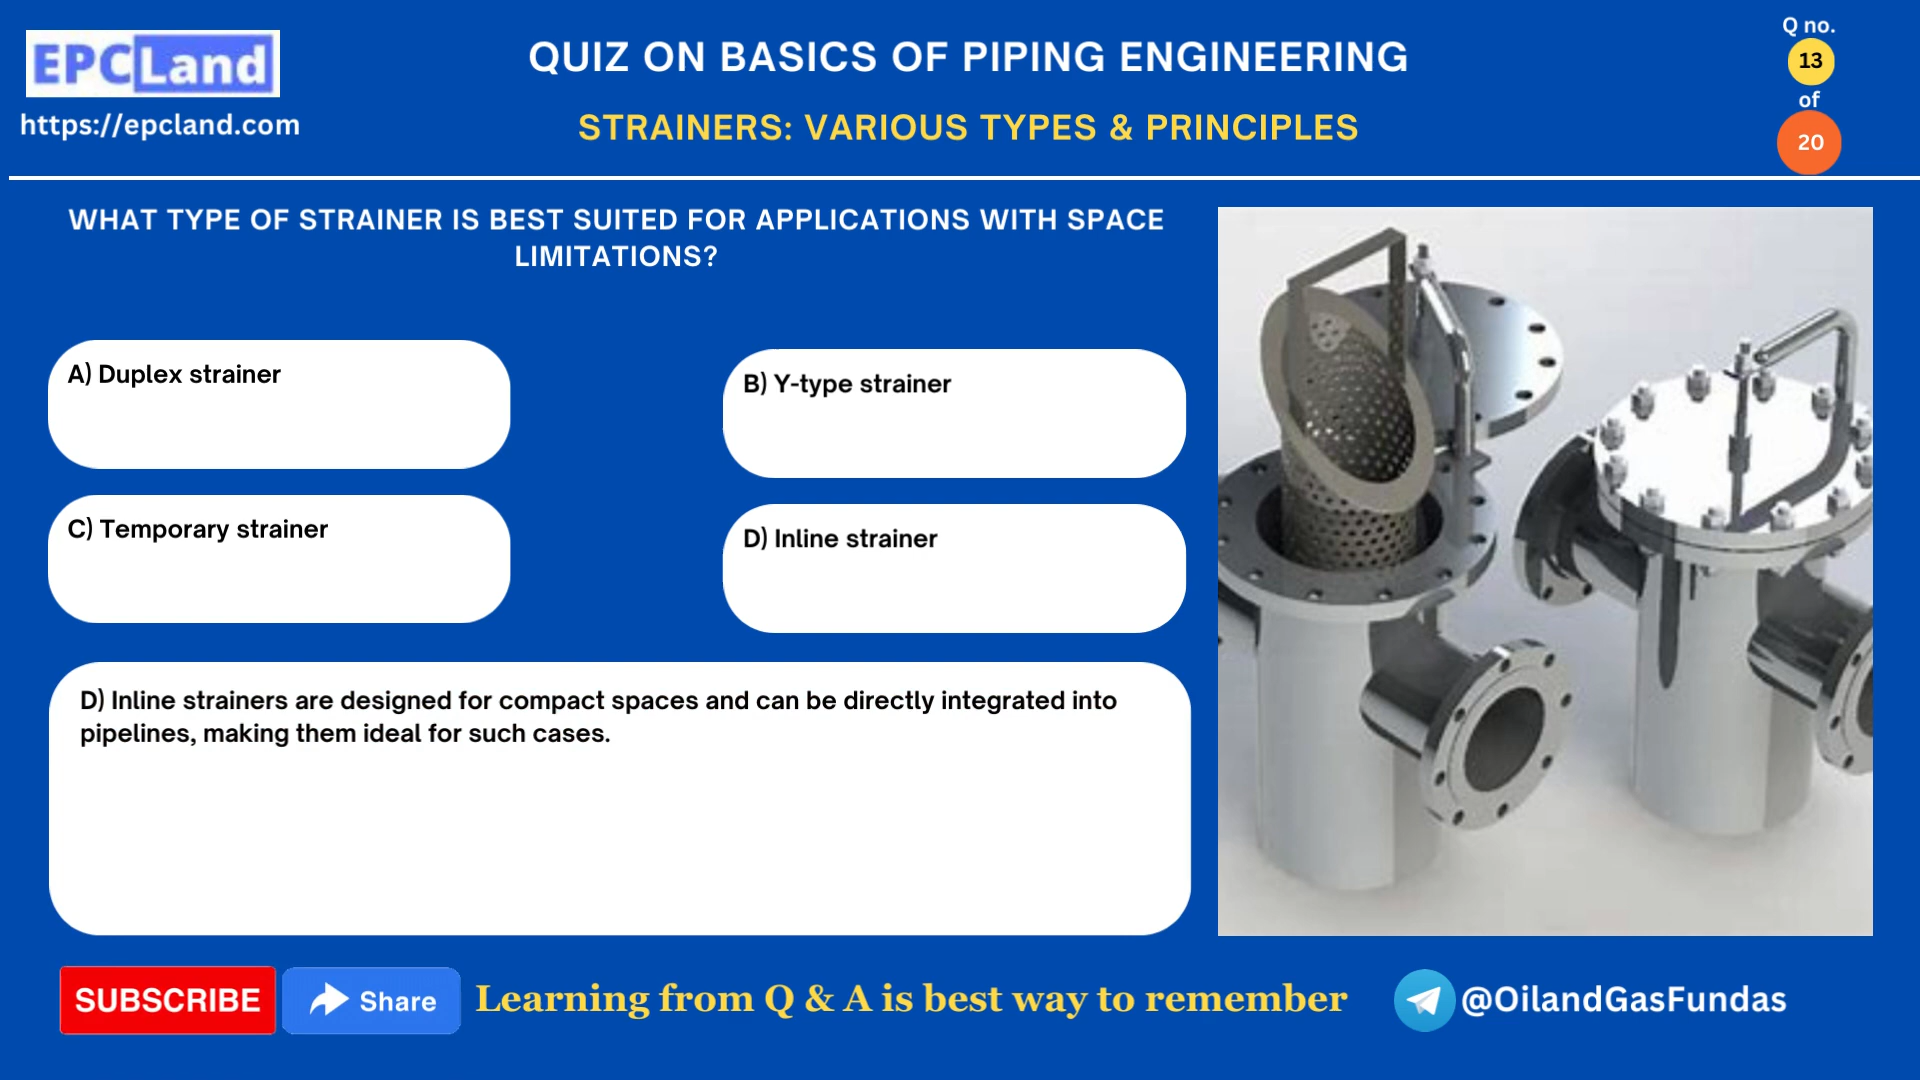 EPCLand
https://epcland.com
QUIZ ON BASICS OF PIPING ENGINEERING
STRAINERS: VARIOUS TYPES & PRINCIPLES
Q no.
13
of
20
WHAT TYPE OF STRAINER IS BEST SUITED FOR APPLICATIONS WITH SPACE
LIMITATIONS?
A) Duplex strainer
B) Y-type strainer
C) Temporary strainer
D) Inline strainer
D) Inline strainers are designed for compact spaces and can be directly integrated into
pipelines, making them ideal for such cases.
SUBSCRIBE
Share
Learning from Q & A is best way to remember
@OilandGasFundas